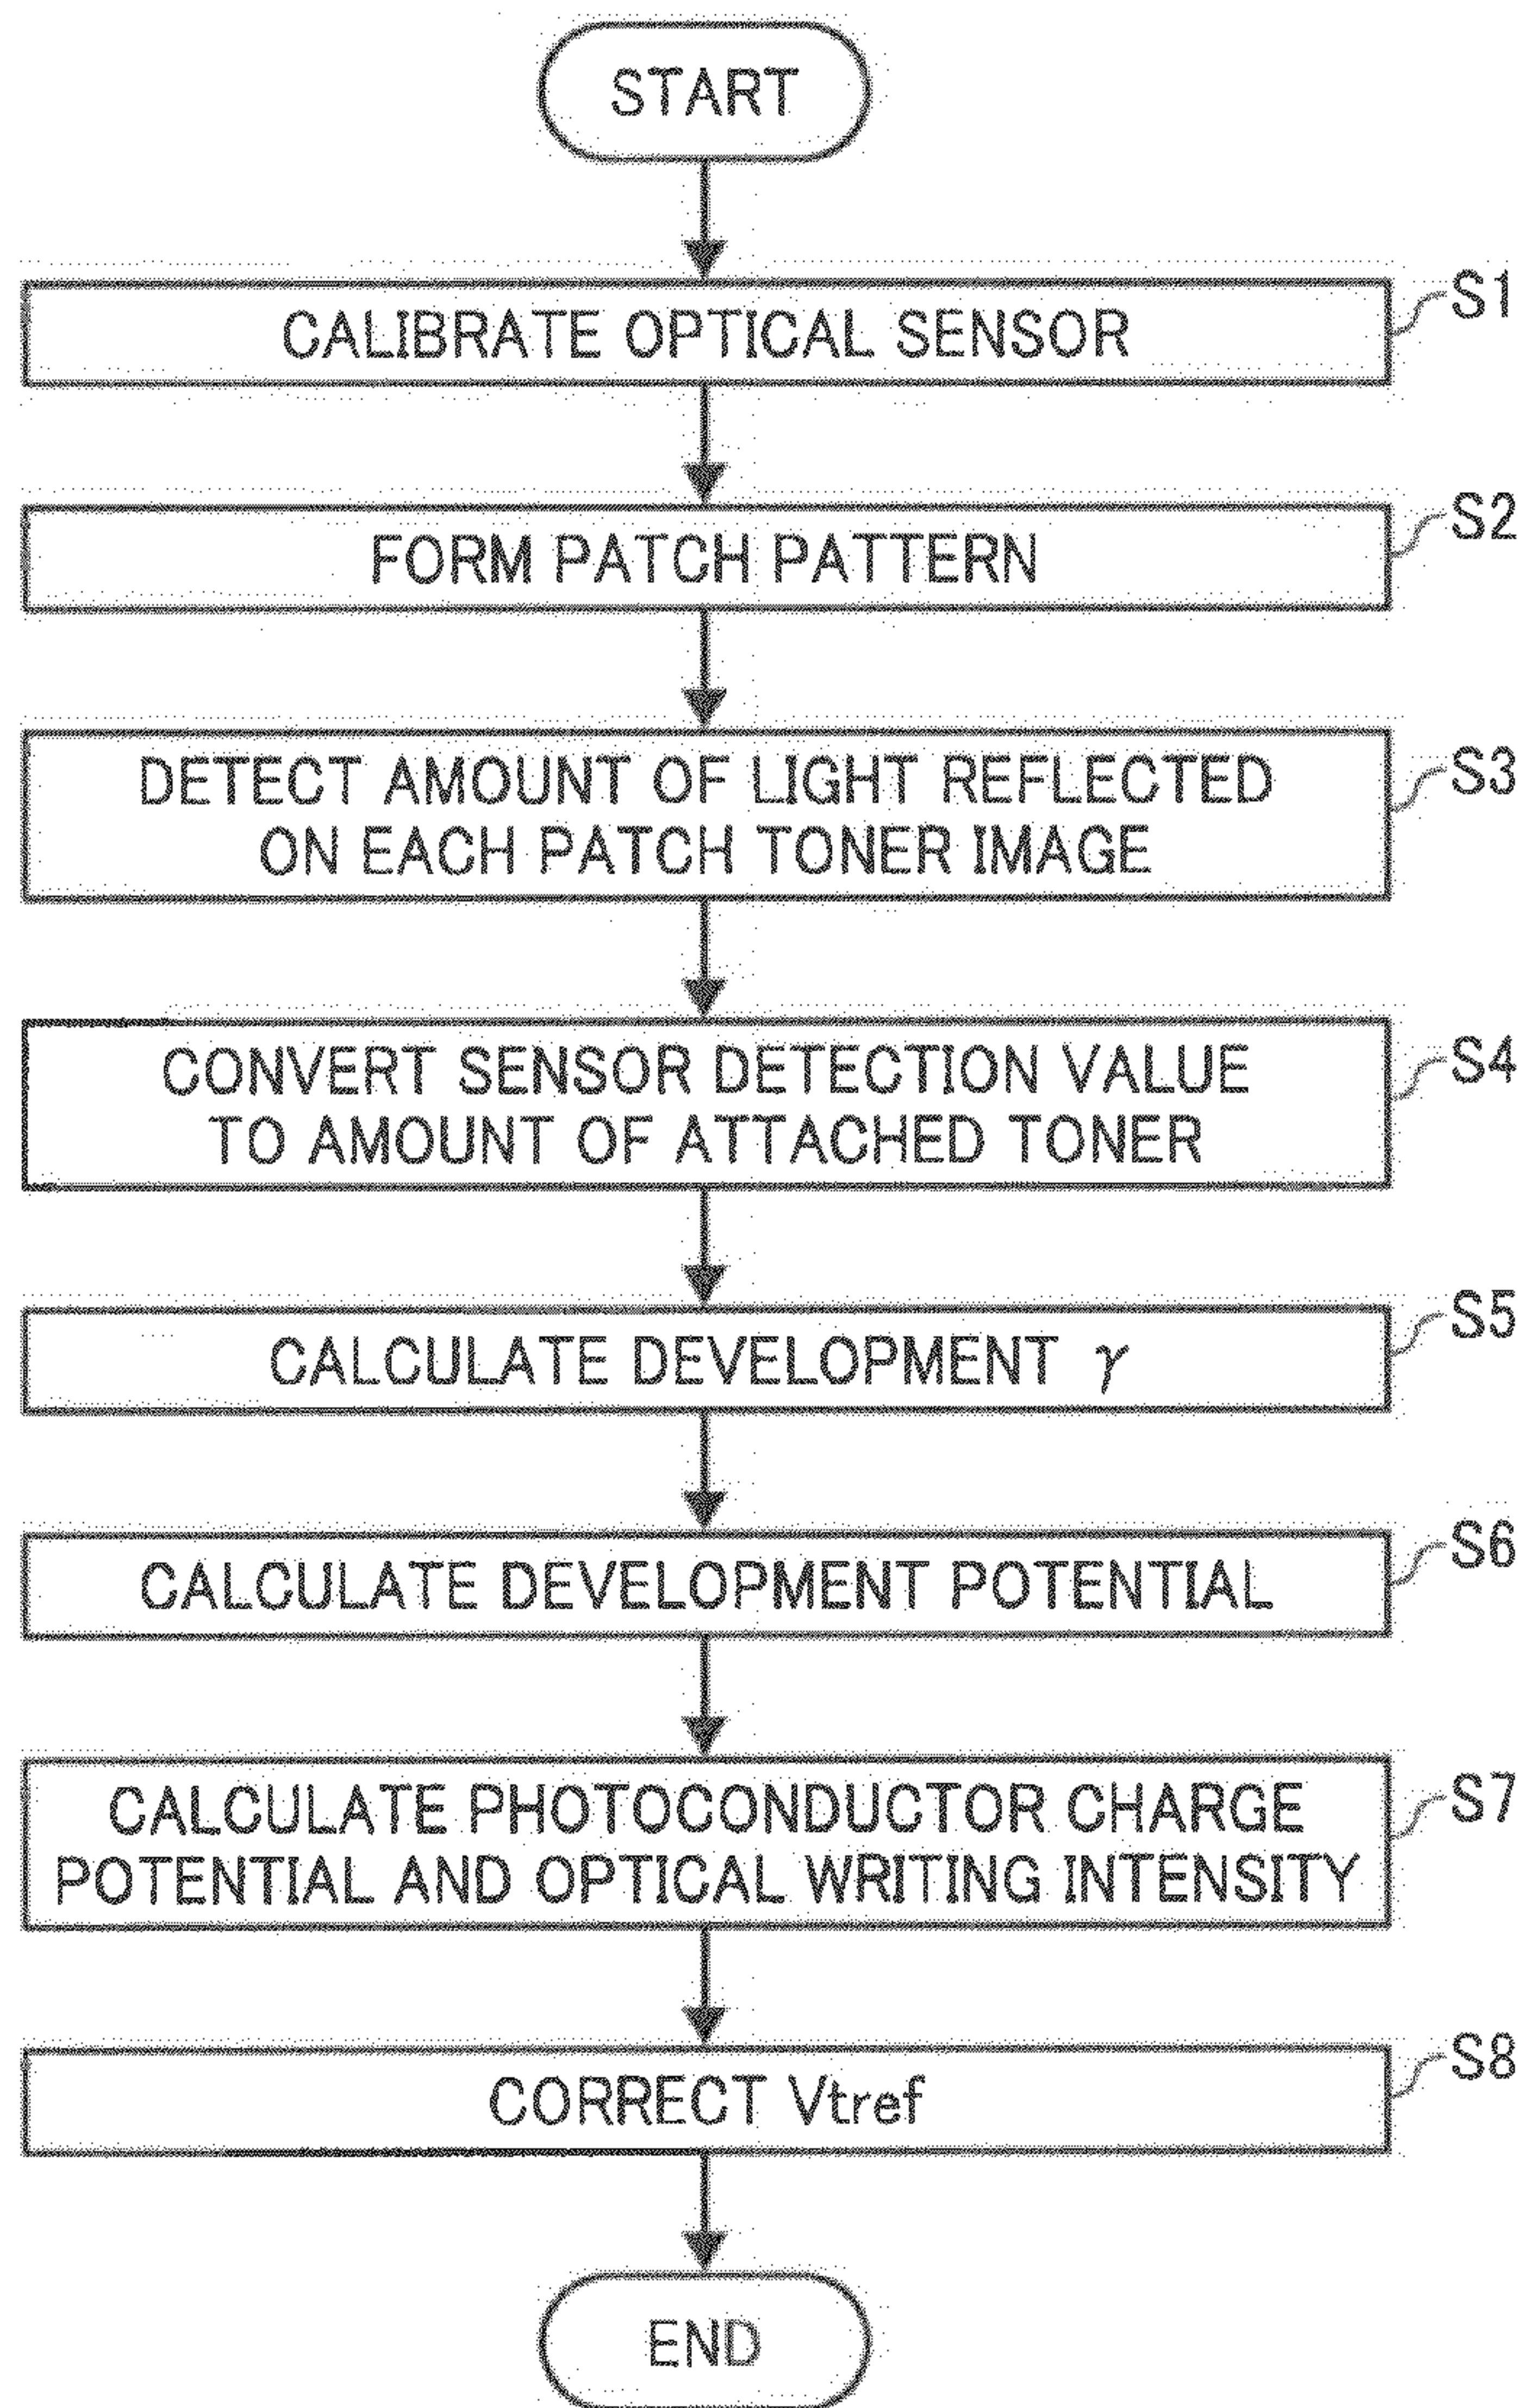 START
CALIBRATE OPTICAL SENSOR
S1
FORM PATCH PATTERN
S2
DETECT AMOUNT OF LIGHT REFLECTED
ON EACH PATCH TONER IMAGE
S3
CONVERT SENSOR DETECTION VALUE
TO AMOUNT OF ATTACHED TONER
S4
CALCULATE DEVELOPMENT γ
S5
CALCULATE DEVELOPMENT POTENTIAL
S6
CALCULATE PHOTOCONDUCTOR CHARGE
POTENTIAL AND OPTICAL WRITING INTENSITY
S7
CORRECT Vtref
S8
END